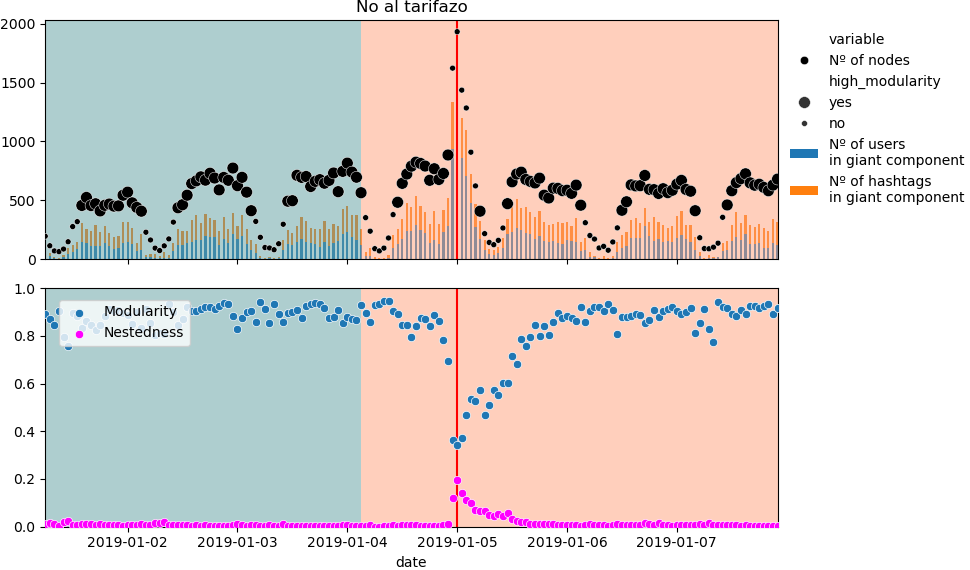 No al tarifazo
2000
1500
1000
500
0
variable
Nº of nodes
high_modularity
yes
no
Nº of users
in giant component
Nº of hashtags
in giant component
1.0
0.8
0.6
0.4
0.2
0.0
Modularity
Nestedness
2019-01-02 2019-01-03 2019-01-04 2019-01-05 2019-01-06 2019-01-07
date